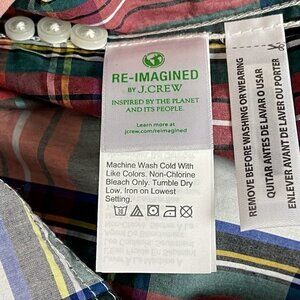 RE-IMAGINED
BY J.CREW
INSPIRED BY THE PLANET
AND ITS PEOPLE.
Learn more at
jcrew.com/reimagined
Machine Wash Cold With
Like Colors. Non-Chlorine
Bleach Only. Tumble Dry
Low. Iron on Lowest
Setting.
REMOVE BEFORE WASHING OR WEARING
QUITAR ANTES DE LAVAR O USAR
ENLEVER AVANT DE LAVER OU PORTER